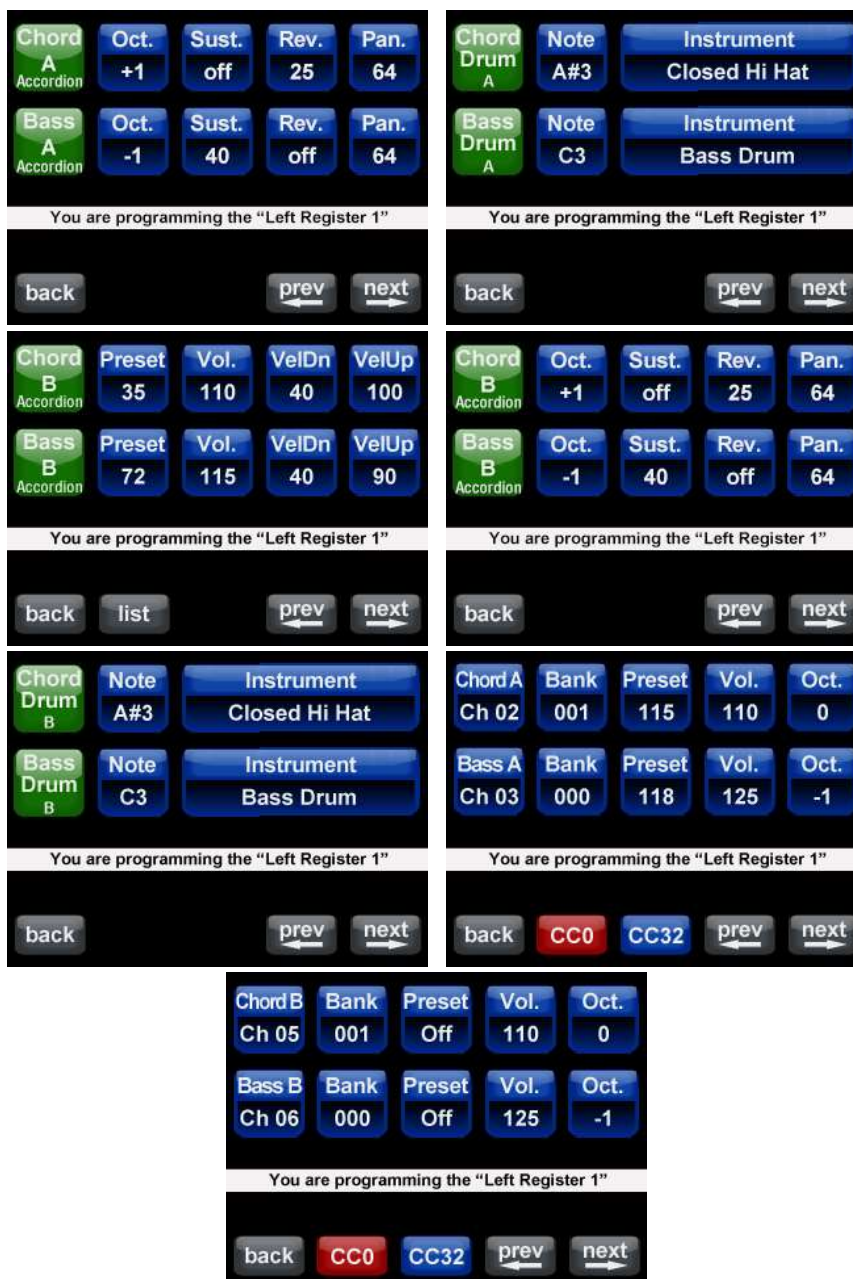 Chord Oct. Sust. Rev. Pan.
A
Accordion +1 off 25 64
Bass Oct. Sust. Rev. Pan.
A
Accordion -1 40 off 64
You are programming the “Left Register 1”
back prev next
Chord Note Instrument
Drum
A A#3 Closed Hi Hat
Bass Note Instrument
Drum
A C3 Bass Drum
You are programming the “Left Register 1”
back prev next
Chord Preset Vol. VelDn VelUp
B
Accordion 35 110 40 100
Bass Preset Vol. VelDn VelUp
B
Accordion 72 115 40 90
You are programming the “Left Register 1”
back list prev next
Chord Oct. Sust. Rev. Pan.
B
Accordion +1 off 25 64
Bass Oct. Sust. Rev. Pan.
B
Accordion -1 40 off 64
You are programming the “Left Register 1”
back prev next
Chord Note Instrument
Drum
B A#3 Closed Hi Hat
Bass Note Instrument
Drum
B C3 Bass Drum
You are programming the “Left Register 1”
back prev next
Chord A Bank Preset Vol. Oct.
Ch 02 001 115 110 0
Bass A Bank Preset Vol. Oct.
Ch 03 000 118 125 -1
You are programming the “Left Register 1”
back CC0 CC32 prev next
Chord B Bank Preset Vol. Oct.
Ch 05 001 Off 110 0
Bass B Bank Preset Vol. Oct.
Ch 06 000 Off 125 -1
You are programming the “Left Register 1”
back CC0 CC32 prev next